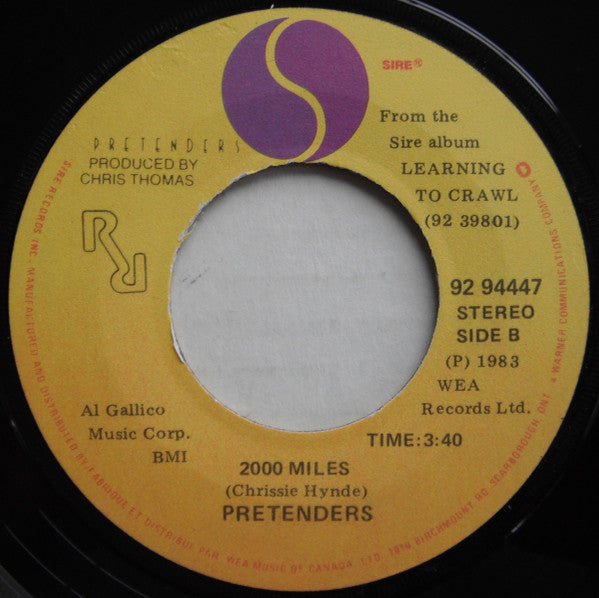 SIRE®
PRETENDERS
PRODUCED BY
CHRIS THOMAS
From the
Sire album
LEARNING
TO CRAWL
(92 39801)
92 94447
STEREO
SIDE B
(P) 1983
WEA
Records Ltd.
Al Gallico
Music Corp.
BMI
TIME:3:40
2000 MILES
(Chrissie Hynde)
PRETENDERS
SIRE RECORDS INC. MANUFACTURED AND DISTRIBUTED BY / FABRIQUE ET DISTRIBUE PAR WEA MUSIC OF CANADA, LTD. 1810 BIRCHMOUNT RD. SCARBOROUGH, ONT. A WARNER COMMUNICATIONS COMPANY